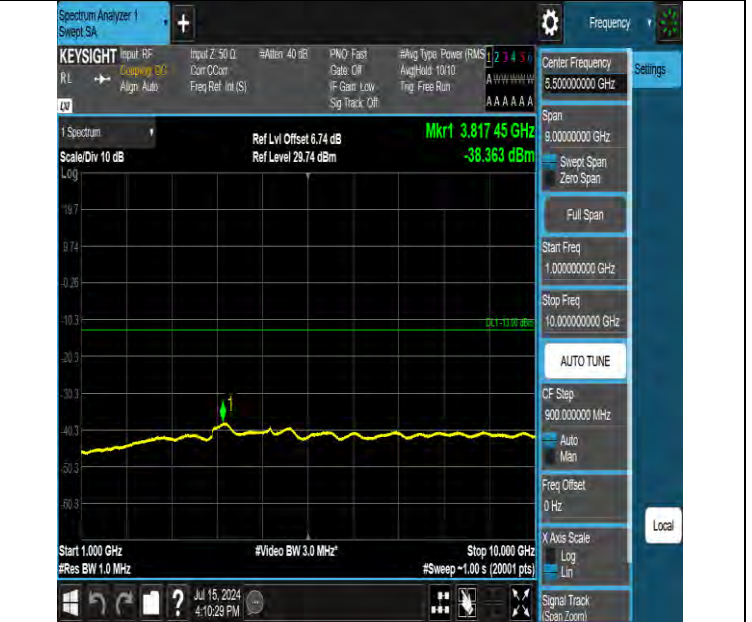 Spectrum Analyzer 1
Swept SA
+
Frequency
KEYSIGHT
RL
LXI
Input: RF
Coupling: DC
Align: Auto
Input Z: 50 Ω
Corr CCorr
Freq Ref: Int (S)
#Atten: 40 dB
PNO: Fast
Gate: Off
IF Gain: Low
Sig Track: Off
#Avg Type: Power (RMS
Avg|Hold: 10/10
Trig: Free Run
1 2 3 4 5 6
A W W W W W
A A A A A A
1 Spectrum
Scale/Div 10 dB
Log
Ref Lvl Offset 6.74 dB
Ref Level 29.74 dBm
Mkr1 3.817 45 GHz
-38.363 dBm
19.7
9.74
-0.26
-10.3
-20.3
-30.3
-40.3
-50.3
-60.3
DL1 -13.00 dBm
1
Start 1.000 GHz
#Res BW 1.0 MHz
#Video BW 3.0 MHz*
Stop 10.000 GHz
#Sweep ~1.00 s (20001 pts)
Jul 15, 2024
4:10:29 PM
Center Frequency
5.500000000 GHz
Settings
Span
9.00000000 GHz
Swept Span
Zero Span
Full Span
Start Freq
1.000000000 GHz
Stop Freq
10.000000000 GHz
AUTO TUNE
CF Step
900.000000 MHz
Auto
Man
Freq Offset
0 Hz
X Axis Scale
Log
Lin
Local
Signal Track
(Span Zoom)